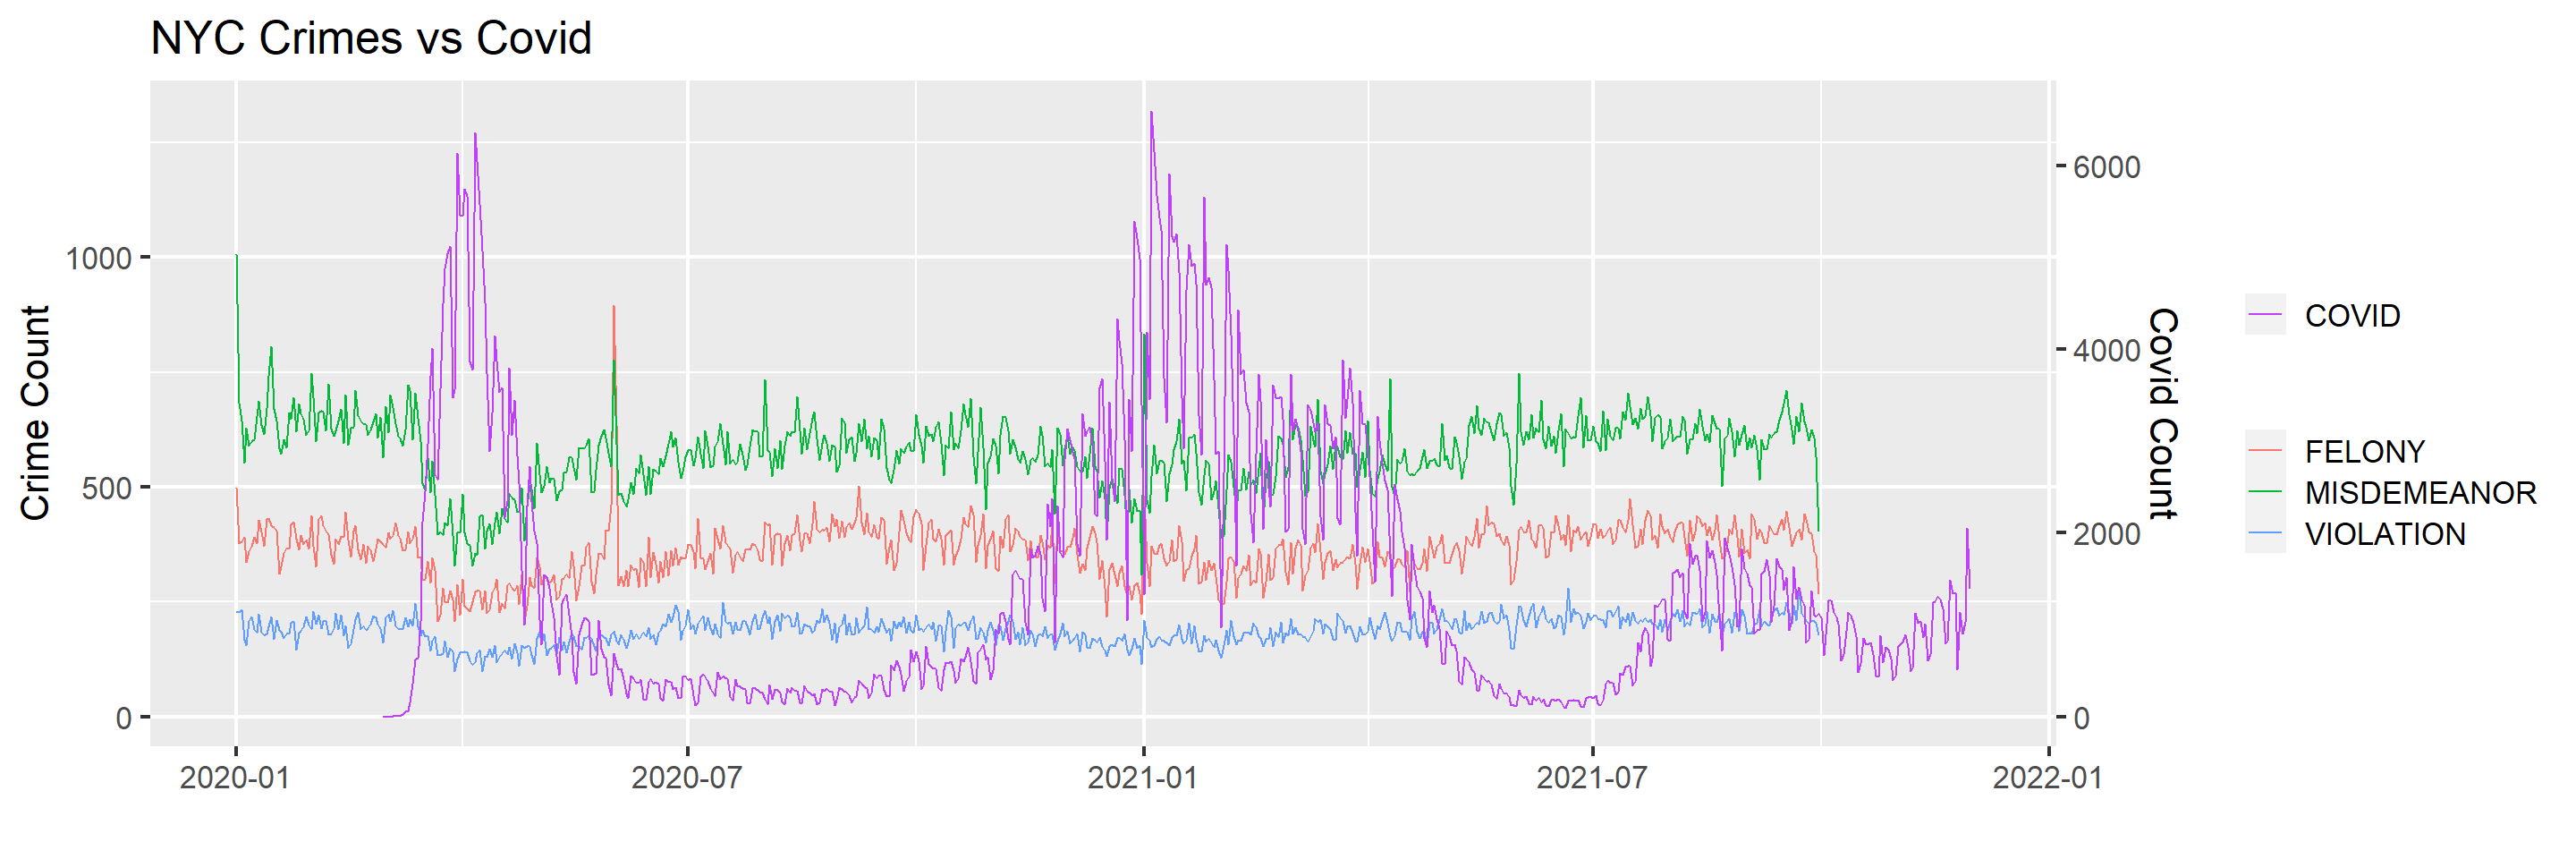 NYC Crimes vs Covid
Crime Count
1000
500
0
2020-01
2020-07
2021-01
2021-07
2022-01
6000
4000
2000
0
Covid Count
COVID
FELONY
MISDEMEANOR
VIOLATION